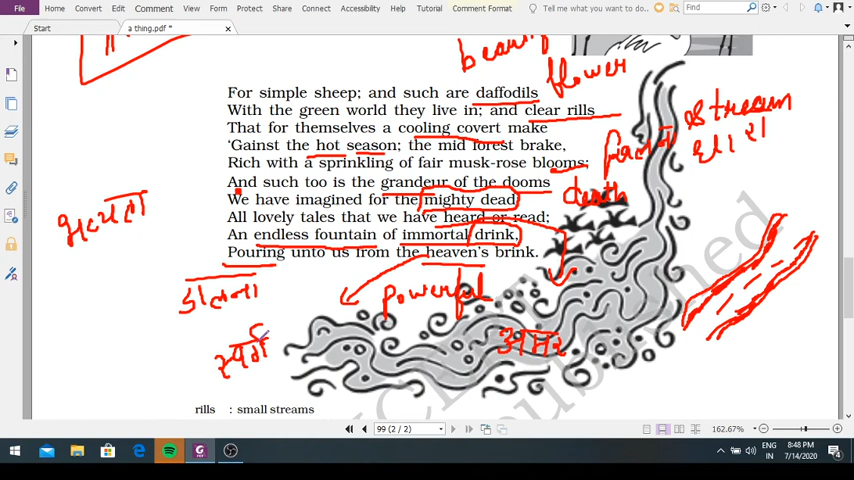 File Home Convert Edit Comment View Form Protect Share Help Comment Format Tell me what you want to do... Find
Start a thing.pdf *
beauty
flower
For simple sheep; and such are daffodils
With the green world they live in; and clear rills
stream
That for themselves a cooling covert make
'Gainst the hot season; the mid forest brake,
Rich with a sprinkling of fair musk-rose blooms;
And such too is the grandeur of the dooms
death
We have imagined for the mighty dead;
All lovely tales that we have heard or read;
An endless fountain of immortal drink,
Pouring unto us from the heaven's brink.
powerful
rills : small streams
99 (2 / 2) 162.67%
ENG 8:48 PM
IN 7/14/2020 4